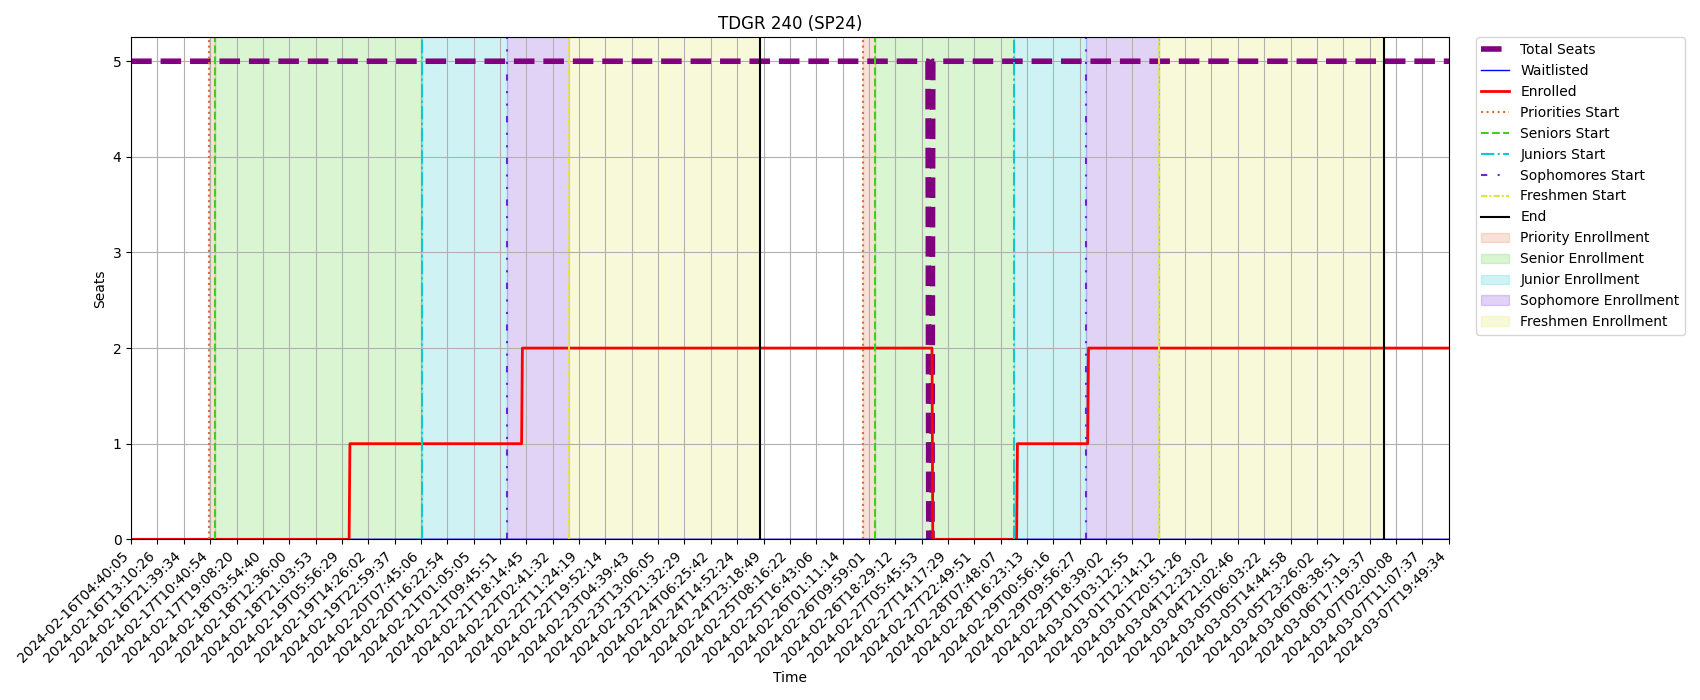 TDGR 240 (SP24)
5
4
3
2
1
0
Seats
2024-02-16T04:40:05
2024-02-16T13:10:26
2024-02-16T21:39:34
2024-02-17T10:40:54
2024-02-17T19:08:20
2024-02-18T03:54:40
2024-02-18T12:36:00
2024-02-18T21:03:53
2024-02-19T05:56:29
2024-02-19T14:26:02
2024-02-19T22:59:37
2024-02-20T07:45:06
2024-02-20T16:22:54
2024-02-21T01:05:05
2024-02-21T09:45:51
2024-02-21T18:14:45
2024-02-22T02:41:32
2024-02-22T11:24:19
2024-02-22T19:52:14
2024-02-23T04:39:43
2024-02-23T13:06:05
2024-02-23T21:32:29
2024-02-24T06:25:42
2024-02-24T14:52:24
2024-02-24T23:18:49
2024-02-25T08:16:22
2024-02-25T16:43:06
2024-02-26T01:11:14
2024-02-26T09:59:01
2024-02-26T18:29:12
2024-02-27T05:45:53
2024-02-27T14:17:29
2024-02-27T22:49:51
2024-02-28T07:48:07
2024-02-28T16:23:13
2024-02-29T00:56:16
2024-02-29T09:56:27
2024-02-29T18:39:02
2024-03-01T03:12:55
2024-03-01T12:14:12
2024-03-01T20:51:26
2024-03-04T12:23:02
2024-03-04T21:02:46
2024-03-05T06:03:22
2024-03-05T14:44:58
2024-03-05T23:26:02
2024-03-06T08:38:51
2024-03-06T17:19:37
2024-03-07T02:00:08
2024-03-07T11:07:37
2024-03-07T19:49:34
Time
Total Seats
Waitlisted
Enrolled
Priorities Start
Seniors Start
Juniors Start
Sophomores Start
Freshmen Start
End
Priority Enrollment
Senior Enrollment
Junior Enrollment
Sophomore Enrollment
Freshmen Enrollment